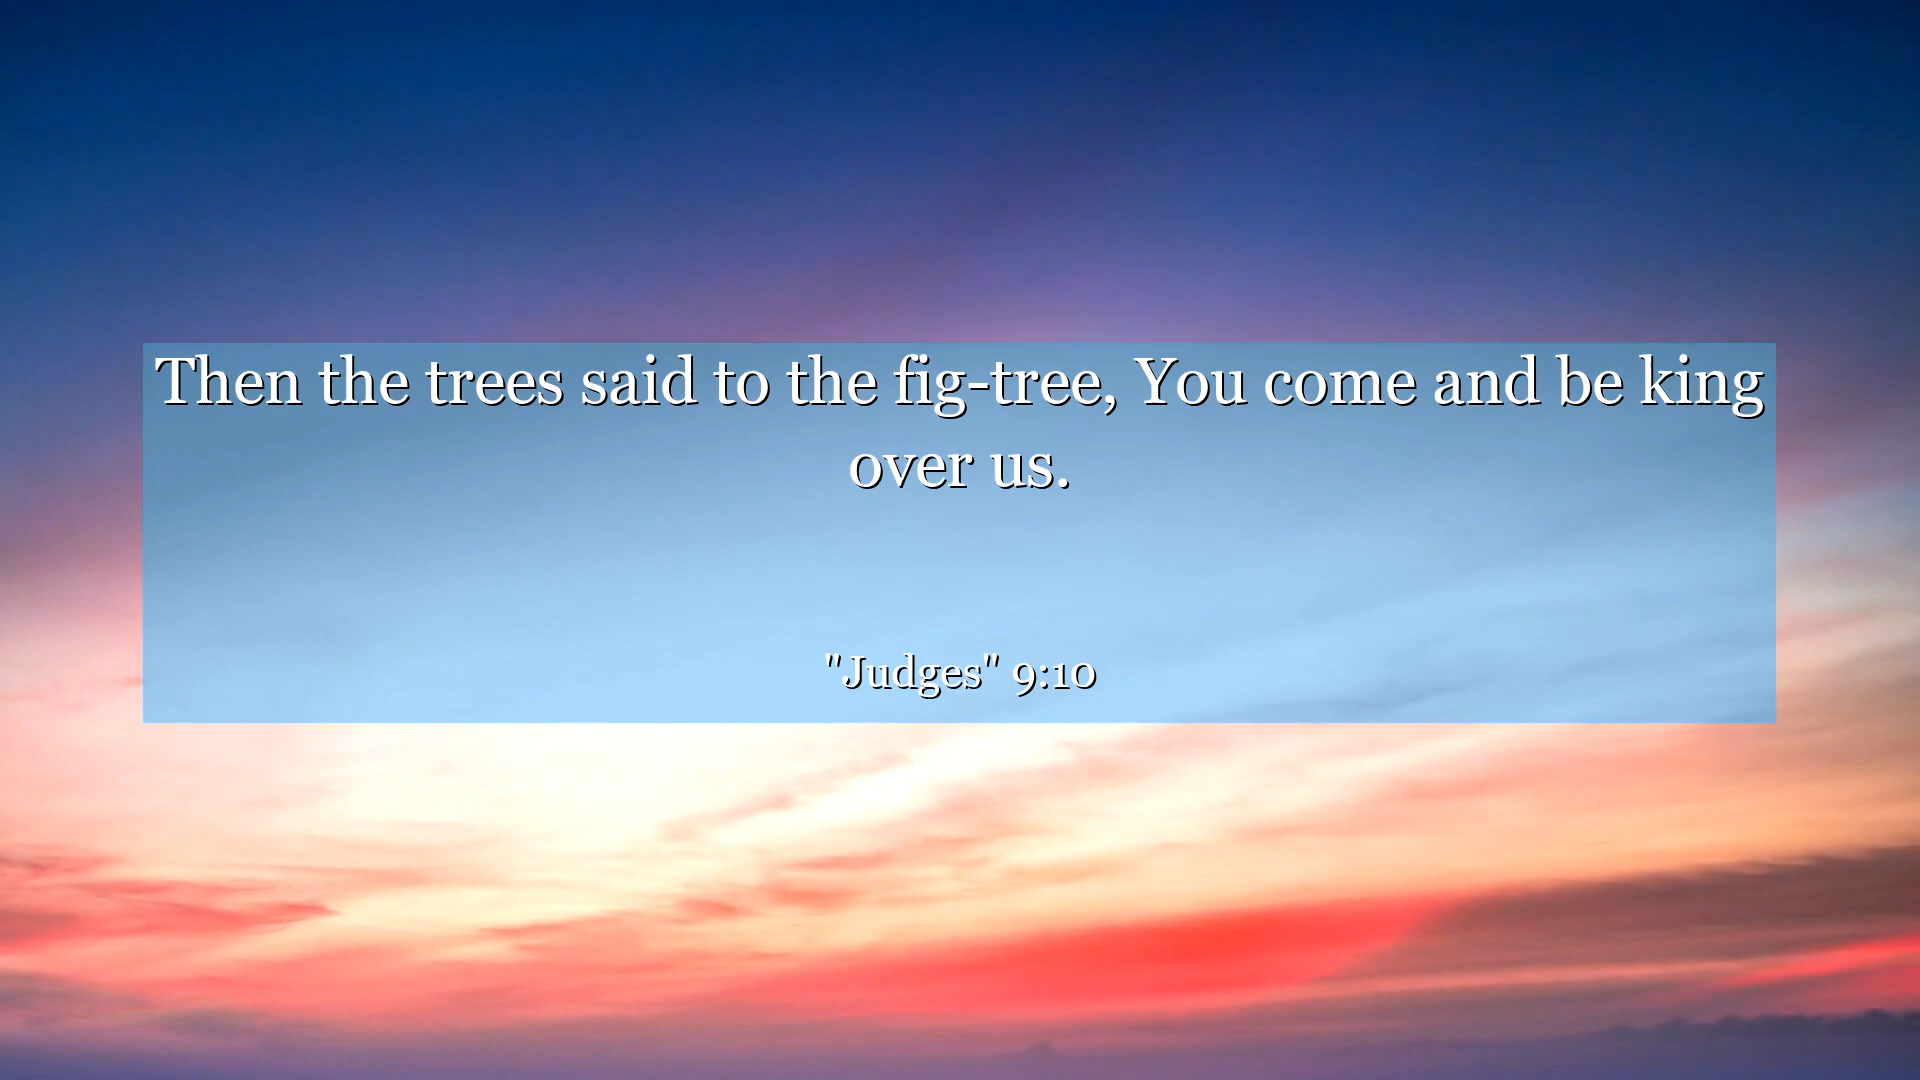 Then the trees said to the fig-tree, You come and be king
over us.
"Judges" 9:10